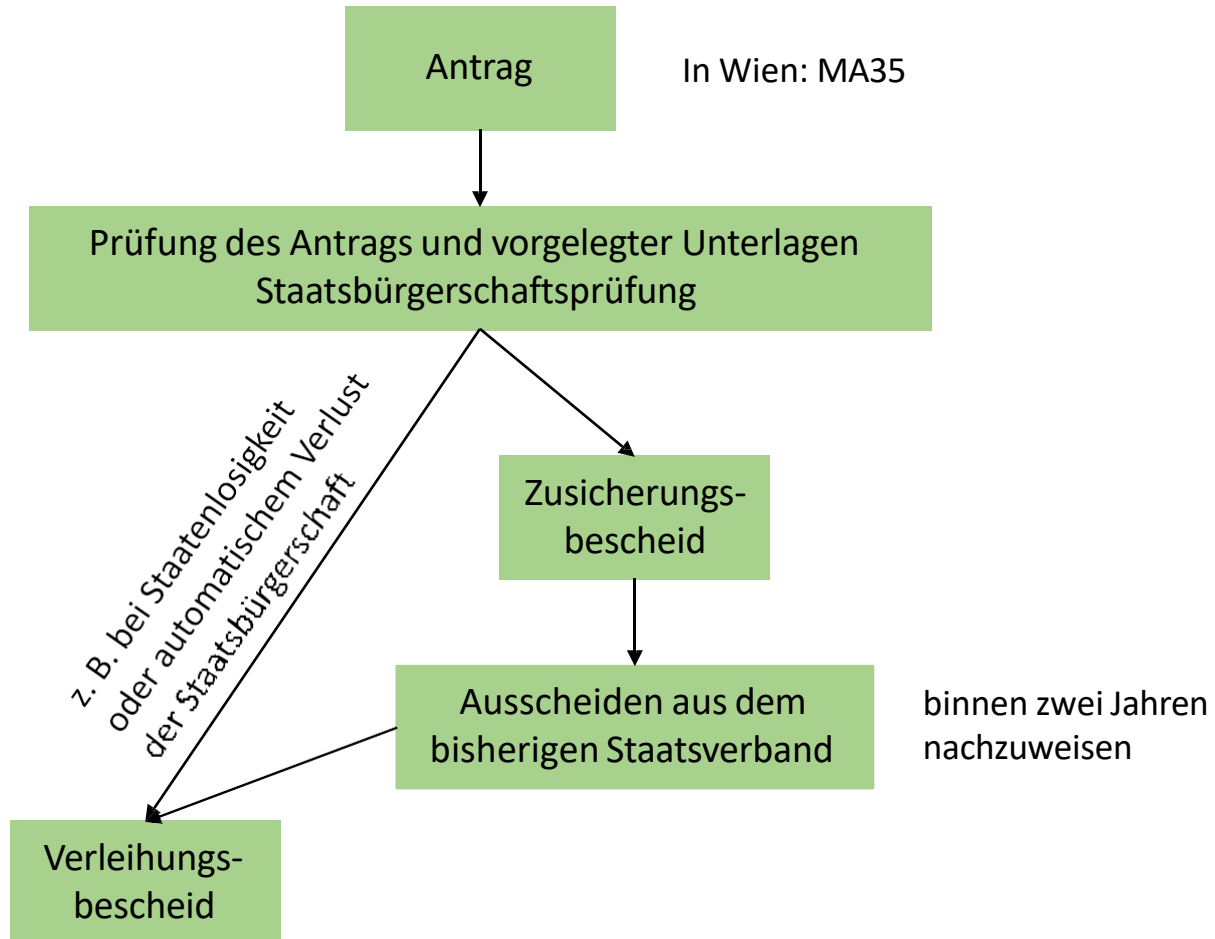 Antrag
In Wien: MA35
Prüfung des Antrags und vorgelegter Unterlagen
Staatsbürgerschaftsprüfung
z. B. bei Staatenlosigkeit
oder automatischem Verlust
der Staatsbürgerschaft
Zusicherungs-
bescheid
Ausscheiden aus dem
bisherigen Staatsverband
binnen zwei Jahren
nachzuweisen
Verleihungs-
bescheid